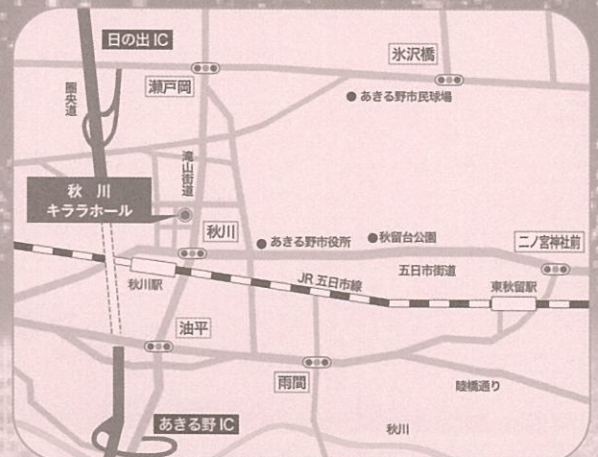 日の出 IC
氷沢橋
瀬戸岡
圏央道
あきる野市民球場
滝山街道
秋川
キララホール
秋川
あきる野市役所
秋留台公園
二ノ宮神社前
五日市街道
JR 五日市線
秋川駅
東秋留駅
油平
雨間
睦橋通り
あきる野 IC
秋川